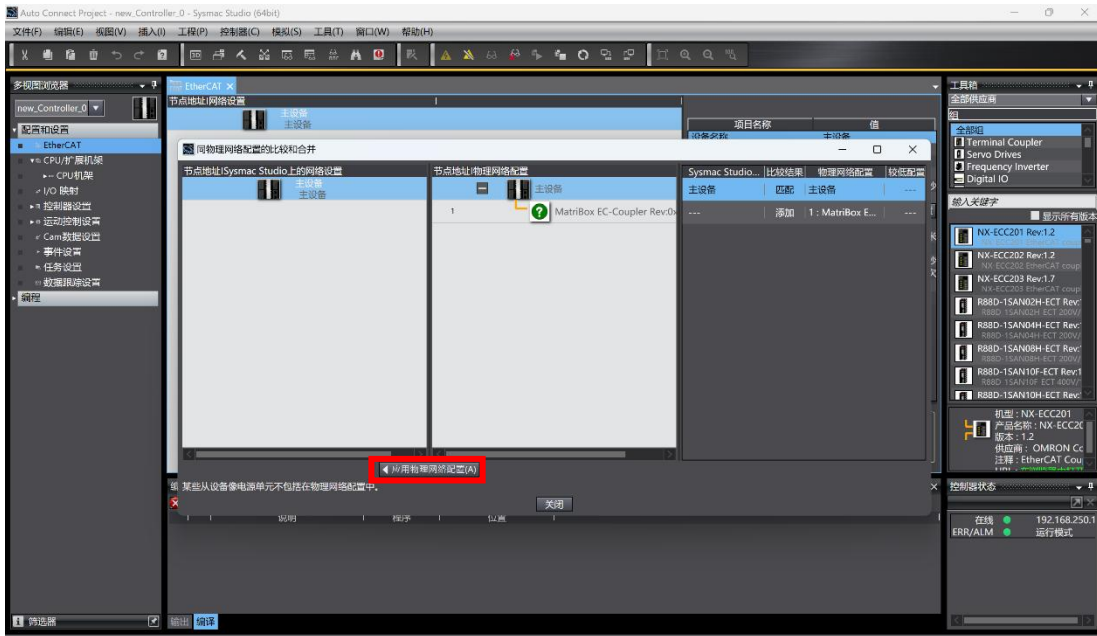 Auto Connect Project - new_Controller_0 - Sysmac Studio (64bit)
文件(F) 编辑(E) 视图(V) 插入(I) 工程(P) 控制器(C) 模拟(S) 工具(T) 窗口(W) 帮助(H)
多视图浏览器
new_Controller_0
配置和设置
EtherCAT
CPU/扩展机架
CPU机架
I/O 映射
控制器设置
运动控制设置
Cam数据设置
事件设置
任务设置
数据跟踪设置
编程
筛选器
EtherCAT
节点地址|网络设置
主设备
主设备
项目名称 值
设备名称 主设备
同物理网络配置的比较和合并
节点地址|Sysmac Studio上的网络设置
主设备
主设备
节点地址|物理网络配置
主设备
1 MatriBox EC-Coupler Rev:0x
Sysmac Studio... 比较结果 物理网络配置 较低配置
主设备 匹配 主设备 ---
--- 添加 1 : MatriBox E... ---
应用物理网络配置(A)
某些从设备像电源单元不包括在物理网络配置中。
关闭
说明 程序 位置
输出 编译
工具箱
全部供应商
组
全部组
Terminal Coupler
Servo Drives
Frequency Inverter
Digital IO
输入关键字
显示所有版本
NX-ECC201 Rev:1.2
NX-ECC202 Rev:1.2
NX-ECC202 EtherCAT coupl
NX-ECC203 Rev:1.7
NX-ECC203 EtherCAT coupl
R88D-1SAN02H-ECT Rev:
R88D-1SAN02H-ECT 200V/
R88D-1SAN04H-ECT Rev:
R88D-1SAN04H-ECT 200V/
R88D-1SAN08H-ECT Rev:
R88D-1SAN08H-ECT 200V/
R88D-1SAN10F-ECT Rev:1
R88D-1SAN10F-ECT 400V/
R88D-1SAN10H-ECT Rev:
机型 : NX-ECC201
产品名称 : NX-ECC20
版本 : 1.2
供应商 : OMRON Co
注释 : EtherCAT Cou
控制器状态
在线 192.168.250.1
ERR/ALM 运行模式